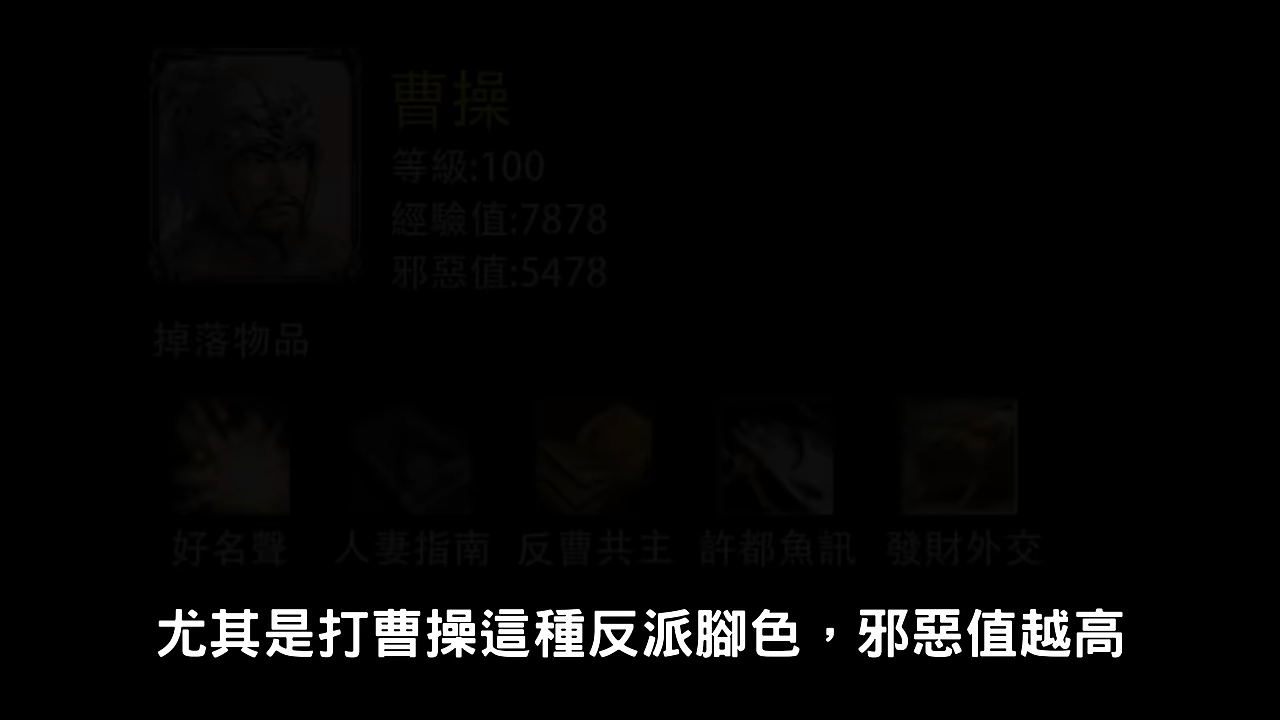 曹操
等級:100
經驗值:7878
邪惡值:5478
掉落物品
好名聲 人妻指南 反曹共主 許都魚訊 發財外交
尤其是打曹操這種反派腳色，邪惡值越高